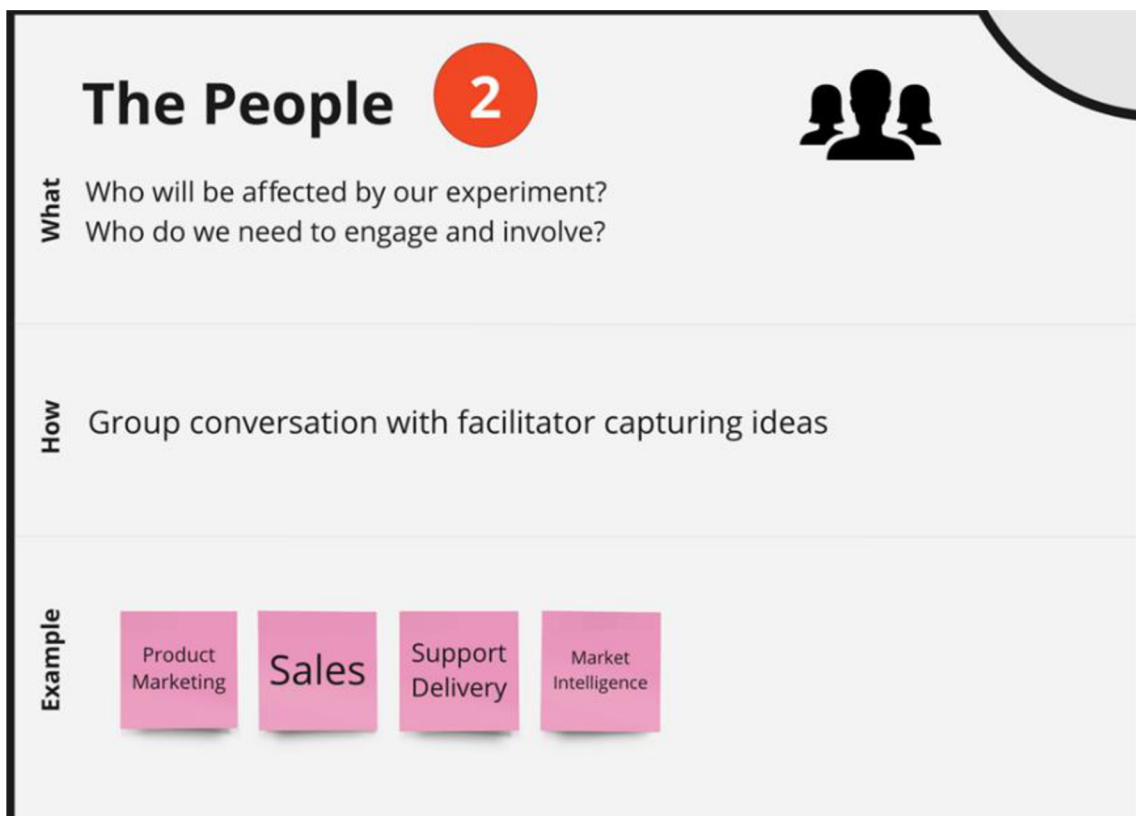 The People
2
What
Who will be affected by our experiment?
Who do we need to engage and involve?
How
Group conversation with facilitator capturing ideas
Example
Product
Marketing
Sales
Support
Delivery
Market
Intelligence